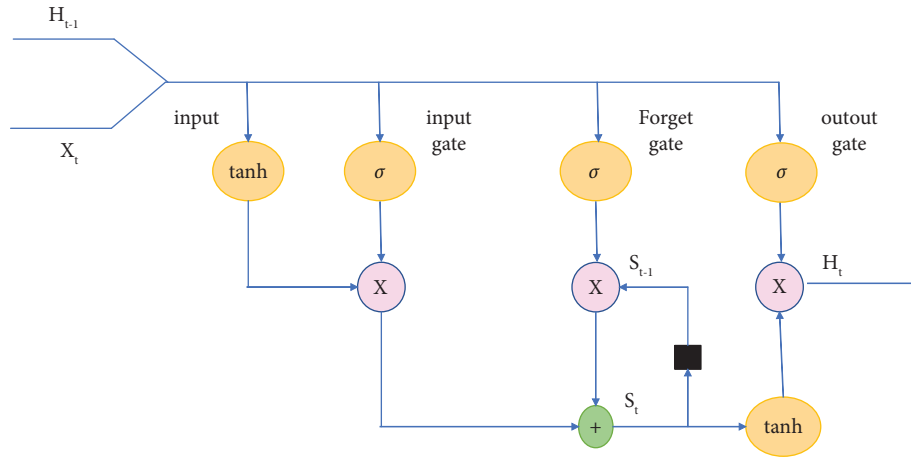 H_{t-1}
X_t
input
input
gate
Forget
gate
outout
gate
tanh
σ
σ
σ
X
X
X
S_{t-1}
H_t
S_t
+
tanh